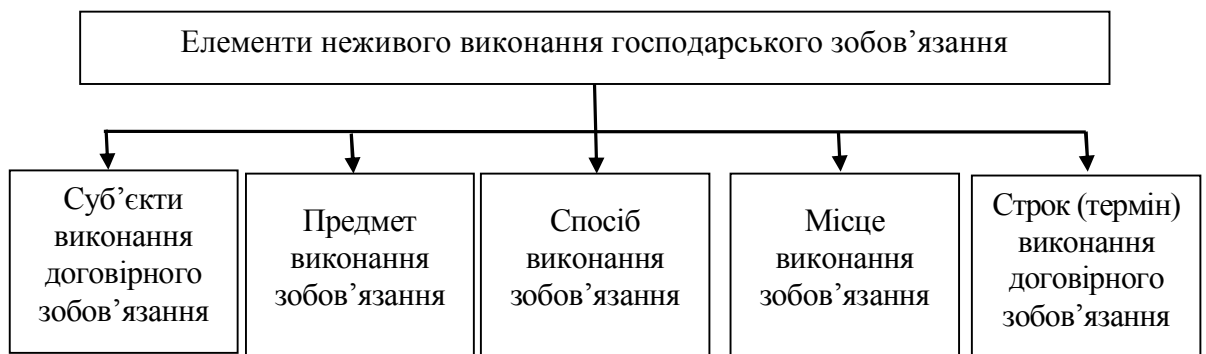 Елементи неживого виконання господарського зобов’язання
Суб’єкти
виконання
договірного
зобов’язання
Предмет
виконання
зобов’язання
Спосіб
виконання
зобов’язання
Місце
виконання
зобов’язання
Строк (термін)
виконання
договірного
зобов’язання